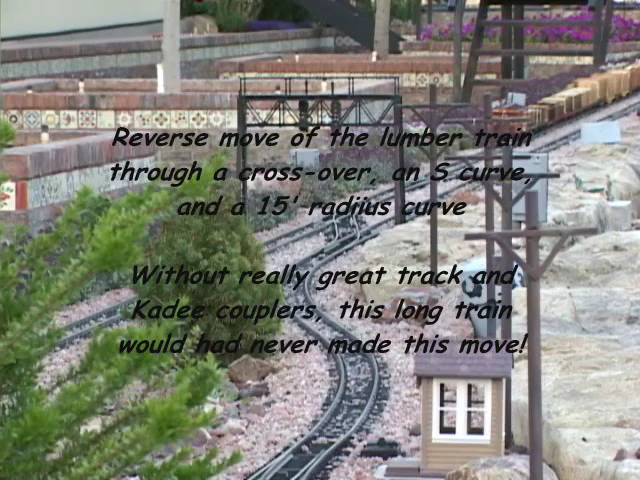 Reverse move of the lumber train
through a cross-over, an S curve,
and a 15' radiius curve
Without really great track and
Kadee couplers, this long train
would had never made this move!